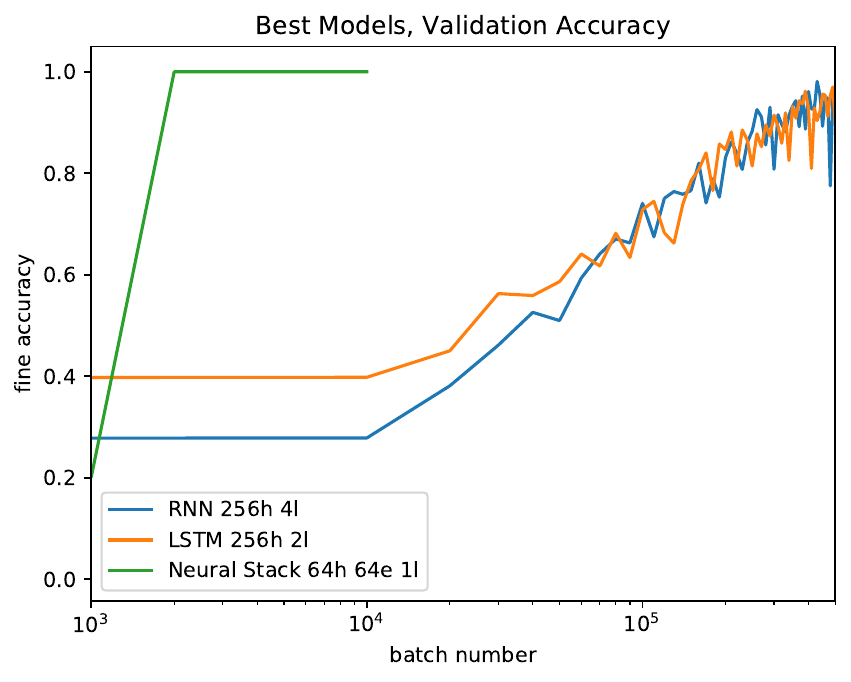 Best Models, Validation Accuracy
fine accuracy
1.0
0.8
0.6
0.4
0.2
0.0
RNN 256h 4l
LSTM 256h 2l
Neural Stack 64h 64e 1l
10³
10⁴
10⁵
batch number